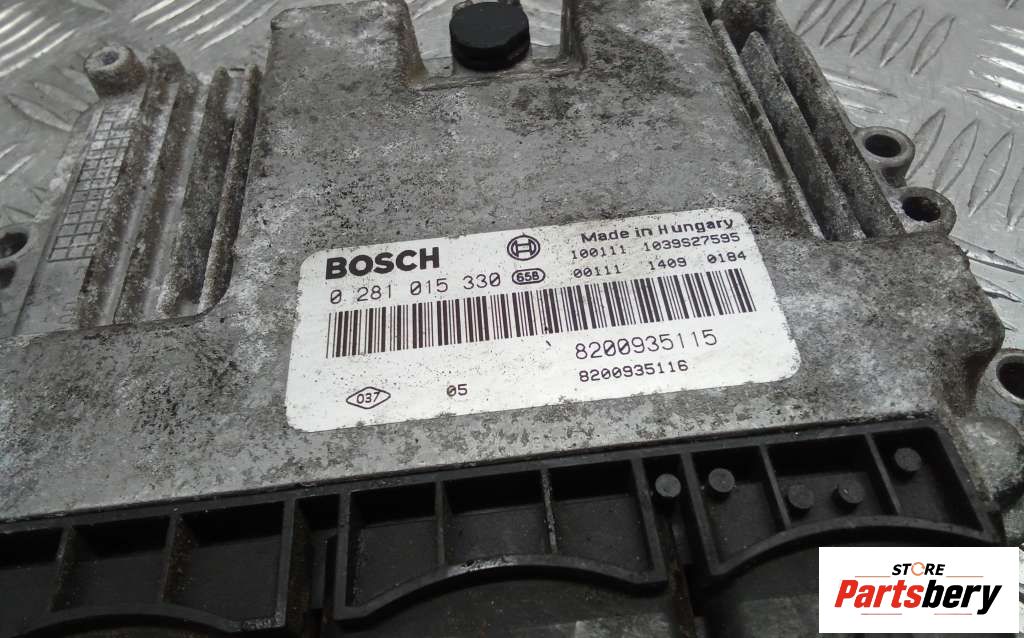 BOSCH
Made in Hungary
100111 1039S27595
0 281 015 330 658
00111 1409 0184
8200935115
8200935116
037 05
STORE
Partsbery